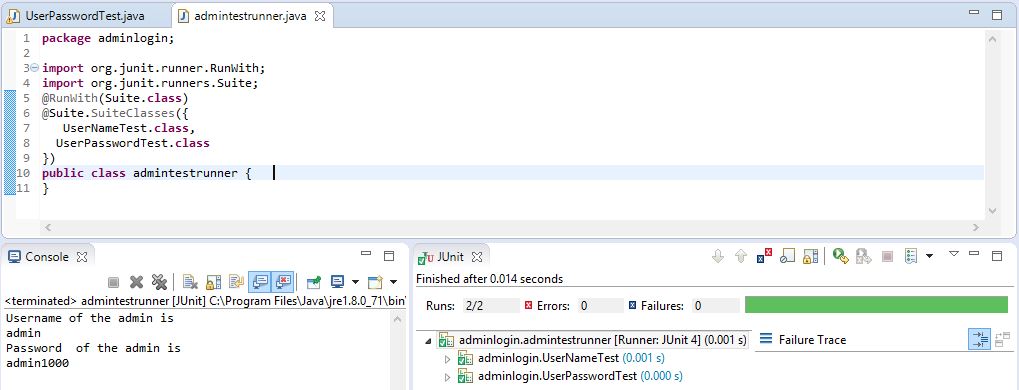 UserPasswordTest.java
admintestrunner.java
1 package adminlogin;
2
3 import org.junit.runner.RunWith;
4 import org.junit.runners.Suite;
5 @RunWith(Suite.class)
6 @Suite.SuiteClasses({
7 UserNameTest.class,
8 UserPasswordTest.class
9 })
10 public class admintestrunner {
11 }
Console
<terminated> admintestrunner [JUnit] C:\Program Files\Java\jre1.8.0_71\bin\
Username of the admin is
admin
Password  of the admin is
admin1000
JUnit
Finished after 0.014 seconds
Runs: 2/2 Errors: 0 Failures: 0
adminlogin.admintestrunner [Runner: JUnit 4] (0.001 s)
adminlogin.UserNameTest (0.001 s)
adminlogin.UserPasswordTest (0.000 s)
Failure Trace